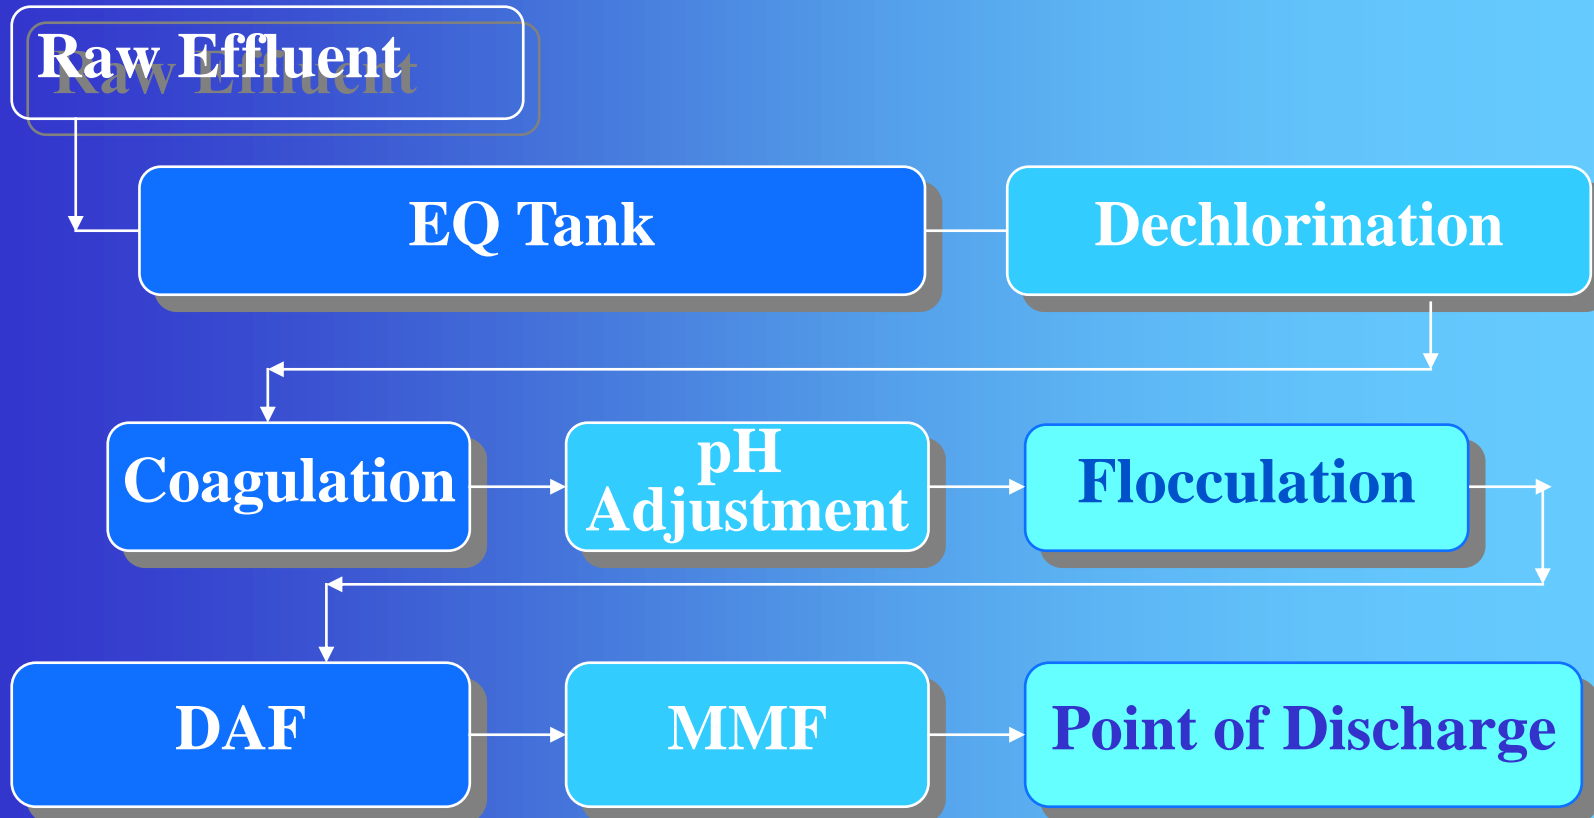 Raw Effluent
EQ Tank
Dechlorination
Coagulation
pH
Adjustment
Flocculation
DAF
MMF
Point of Discharge